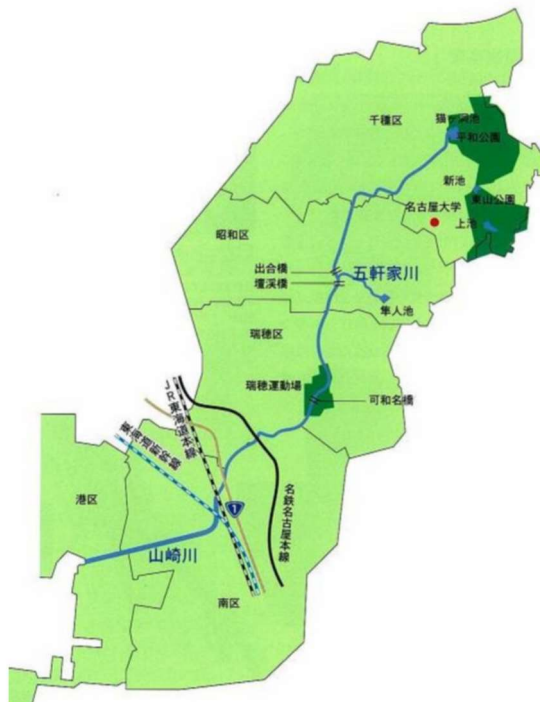 千種区
猫ヶ洞池
平和公園
新池
東山公園
名古屋大学
上池
昭和区
出合橋
五軒家川
壇渓橋
隼人池
瑞穂区
瑞穂運動場
可和名橋
JR東海道本線
東海道新幹線
港区
1
名鉄名古屋本線
山崎川
南区